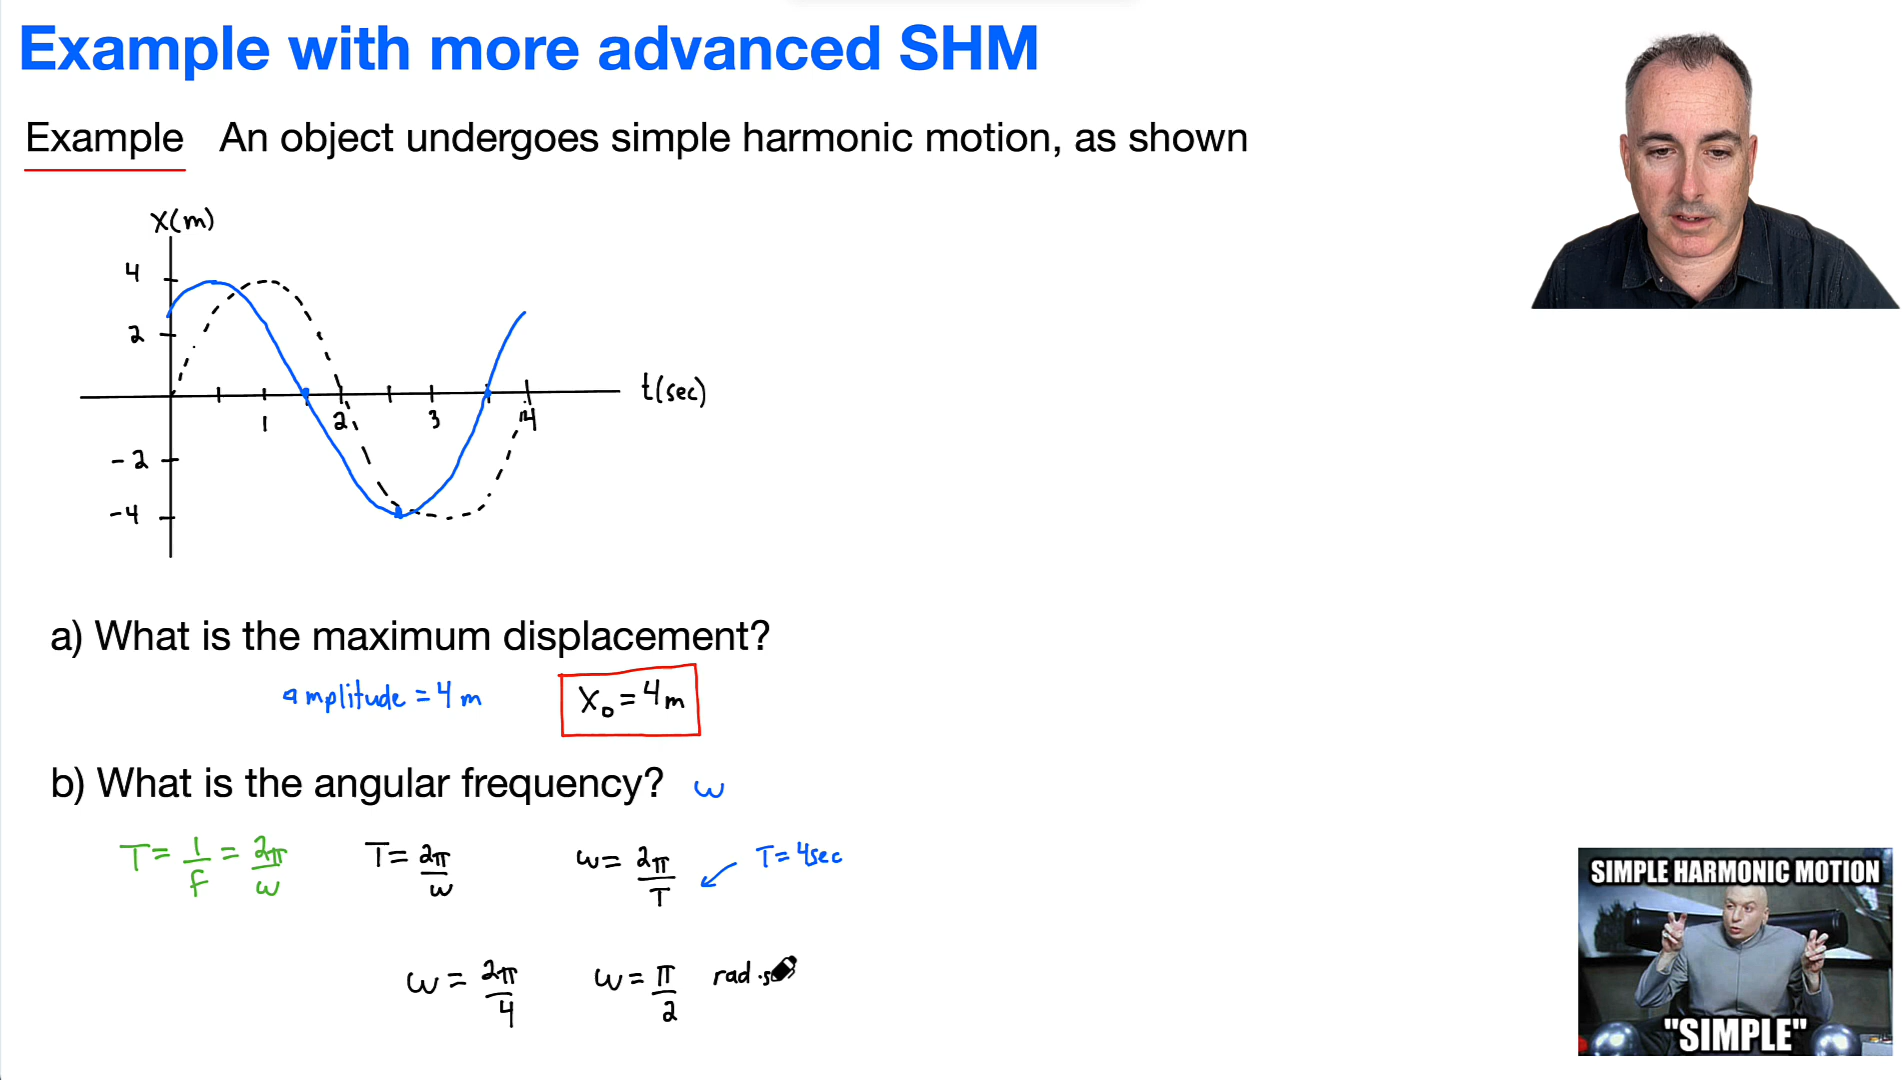 Example with more advanced SHM
Example An object undergoes simple harmonic motion, as shown
x(m)
4
2
-2
-4
1 2 3 4
t(sec)
a) What is the maximum displacement?
amplitude = 4m x₀ = 4m
b) What is the angular frequency? ω
T = 1/f = 2π/ω T = 2π/ω ω = 2π/T T = 4sec
ω = 2π/4 ω = π/2 rad·s
SIMPLE HARMONIC MOTION
"SIMPLE"